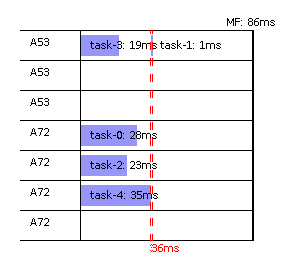 MF: 86ms
A53 task-3: 19ms task-1: 1ms
A53
A53
A72 task-0: 28ms
A72 task-2: 23ms
A72 task-4: 35ms
A72
36ms